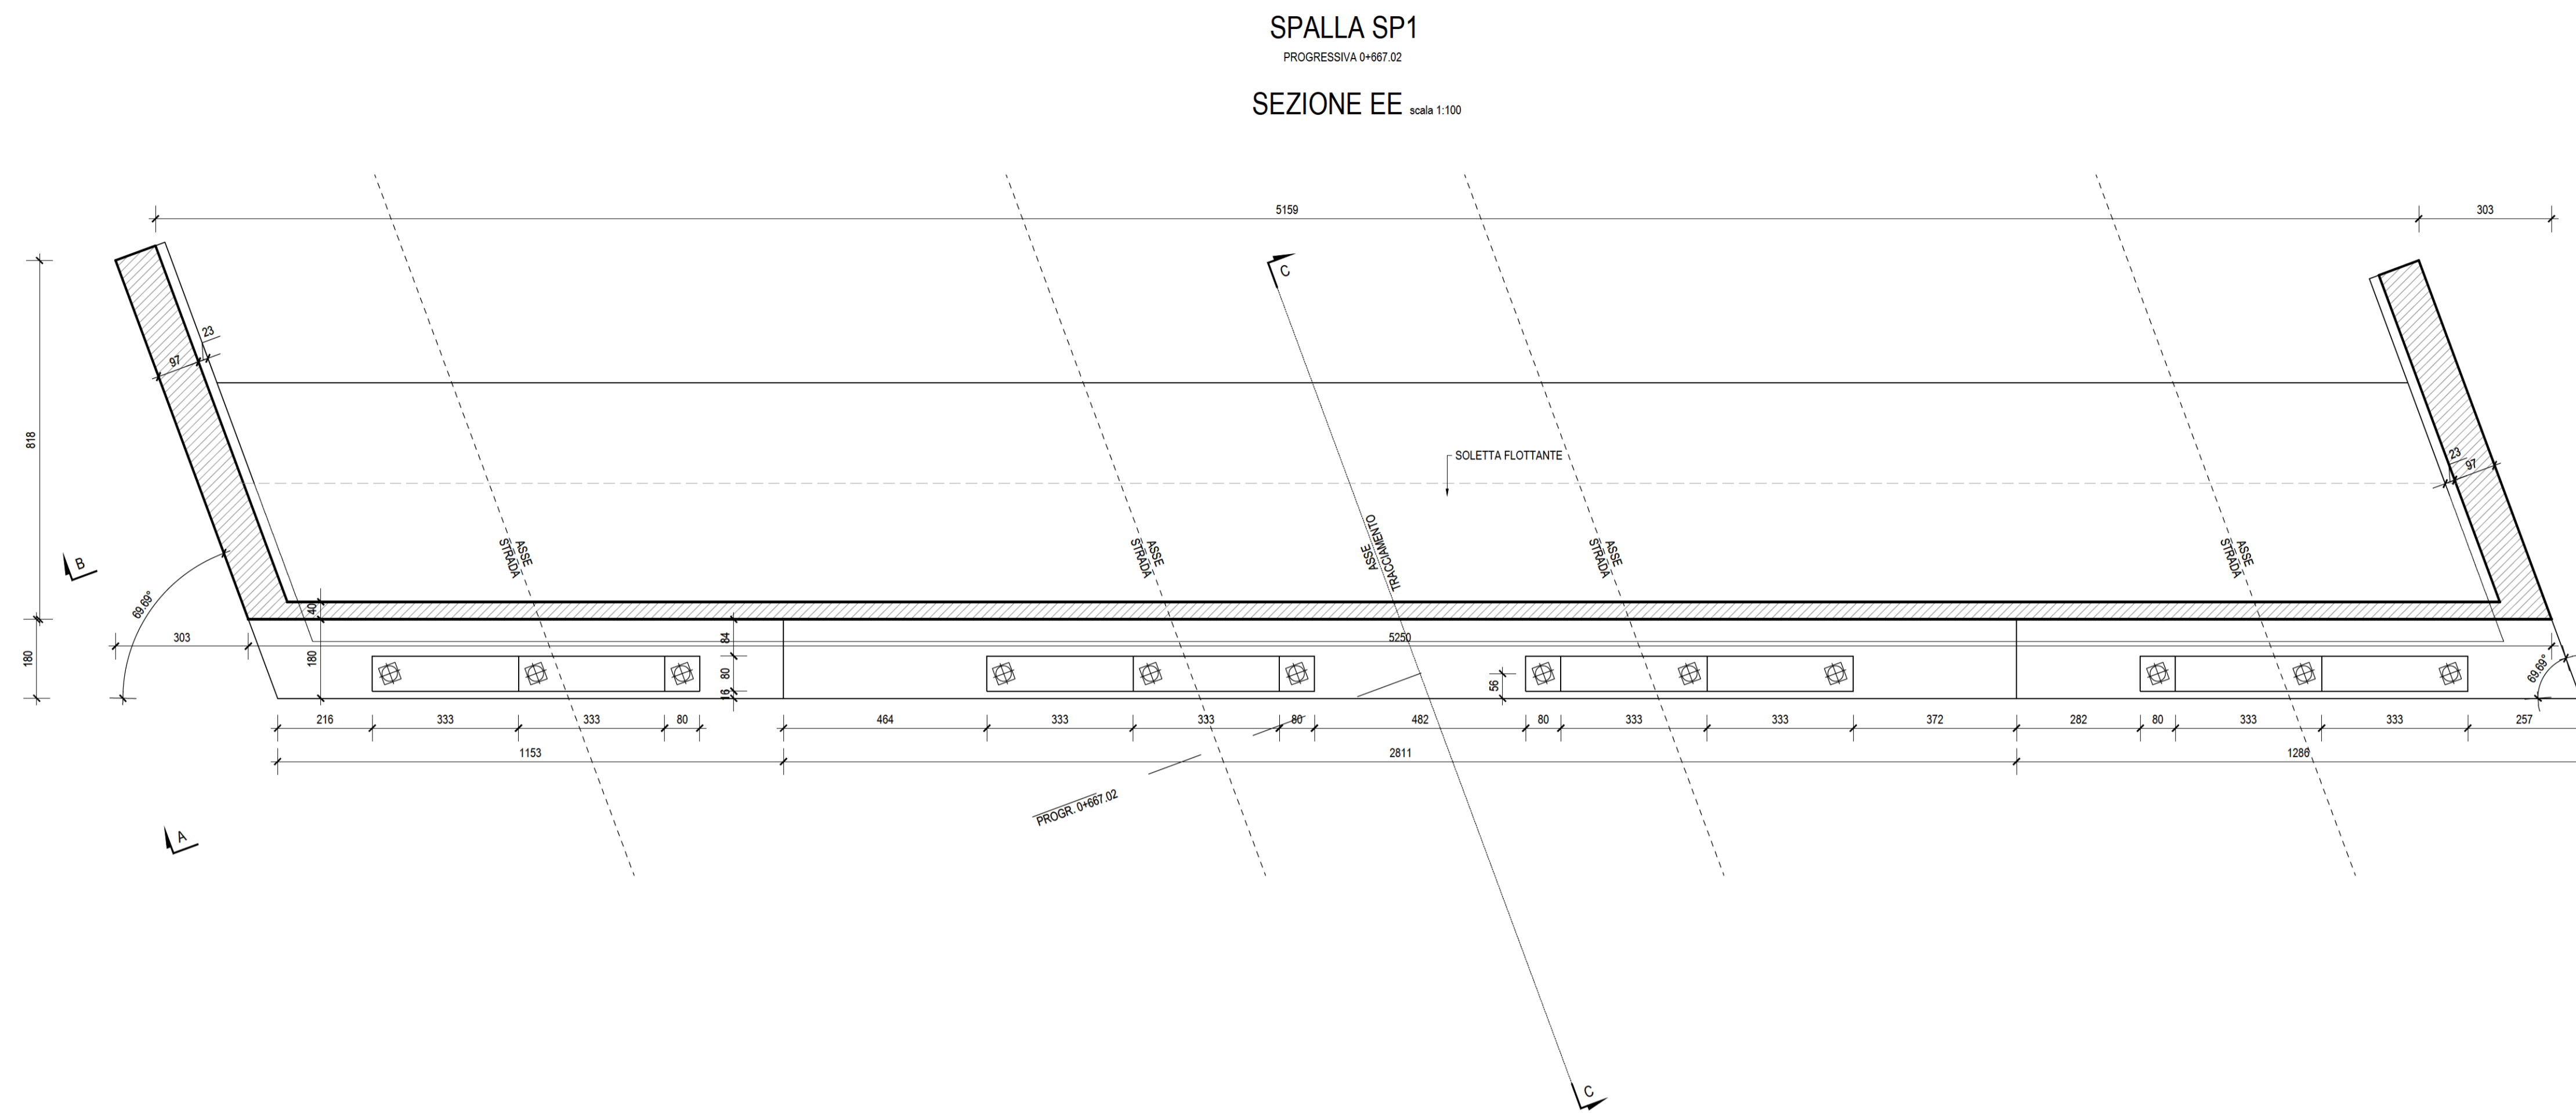 SPALLA SP1
PROGRESSIVA 0+667.02
SEZIONE EE scala 1:100
5159
303
C
23
97
818
SOLETTA FLOTTANTE
23
97
ASSE
STRADA
ASSE
STRADA
ASSE
TRACCIAMENTO
ASSE
STRADA
ASSE
STRADA
B
69.69°
40
303
180
180
84
80
16
5250
56
69.69°
216
333
333
80
464
333
333
80
482
80
333
333
372
282
80
333
333
257
1153
2811
1286
PROGR. 0+667.02
A
C